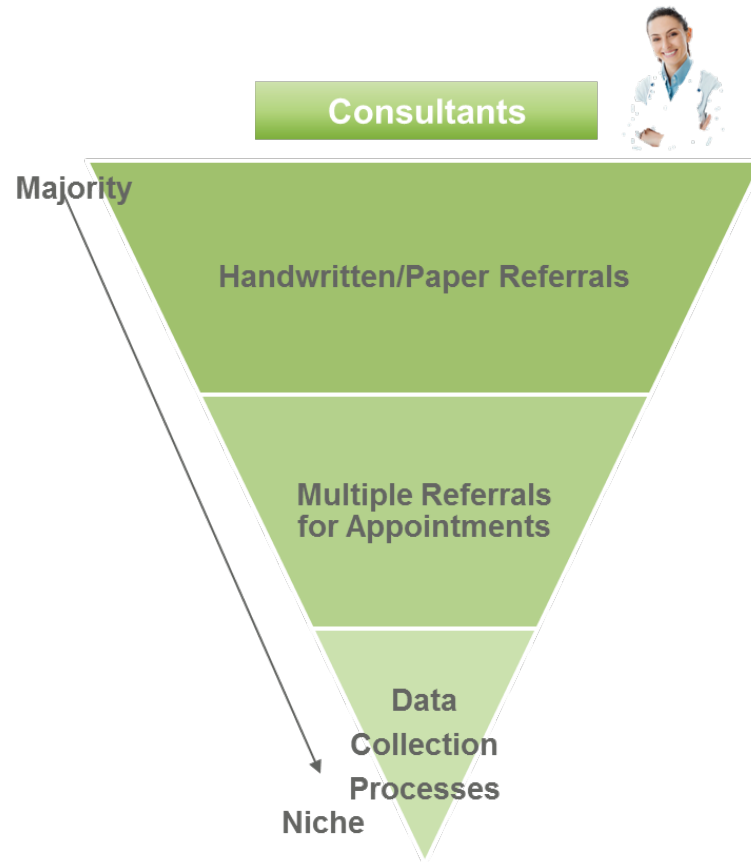 Consultants
Majority
Handwritten/Paper Referrals
Multiple Referrals
for Appointments
Data
Collection
Processes
Niche